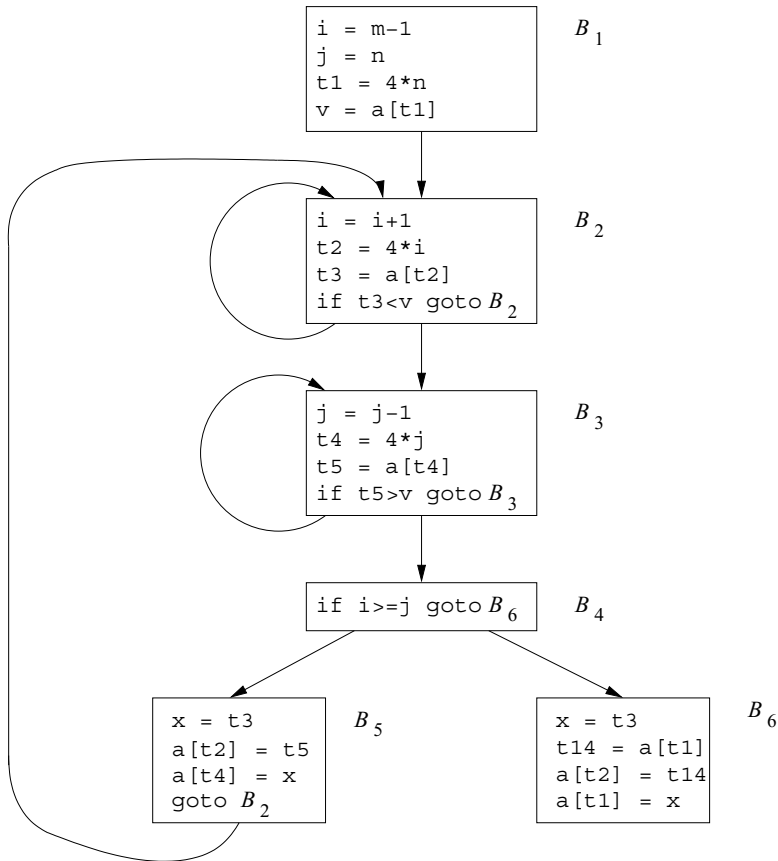 i = m-1
B1
j = n
t1 = 4*n
v = a[t1]
i = i+1
B2
t2 = 4*i
t3 = a[t2]
if t3<v goto B2
j = j-1
B3
t4 = 4*j
t5 = a[t4]
if t5>v goto B3
if i>=j goto B6
B4
x = t3
B5
a[t2] = t5
a[t4] = x
goto B2
x = t3
B6
t14 = a[t1]
a[t2] = t14
a[t1] = x